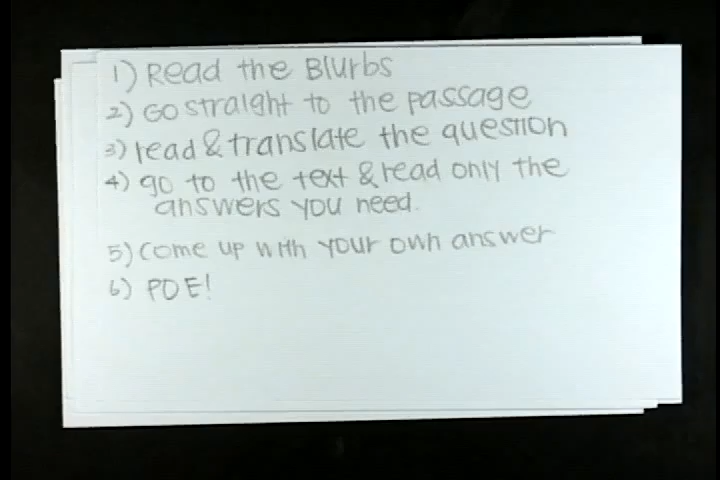 1) Read the Blurbs
2) Go straight to the passage
3) read & translate the question
4) go to the text & read only the
answers you need.
5) Come up with your own answer
6) POE!